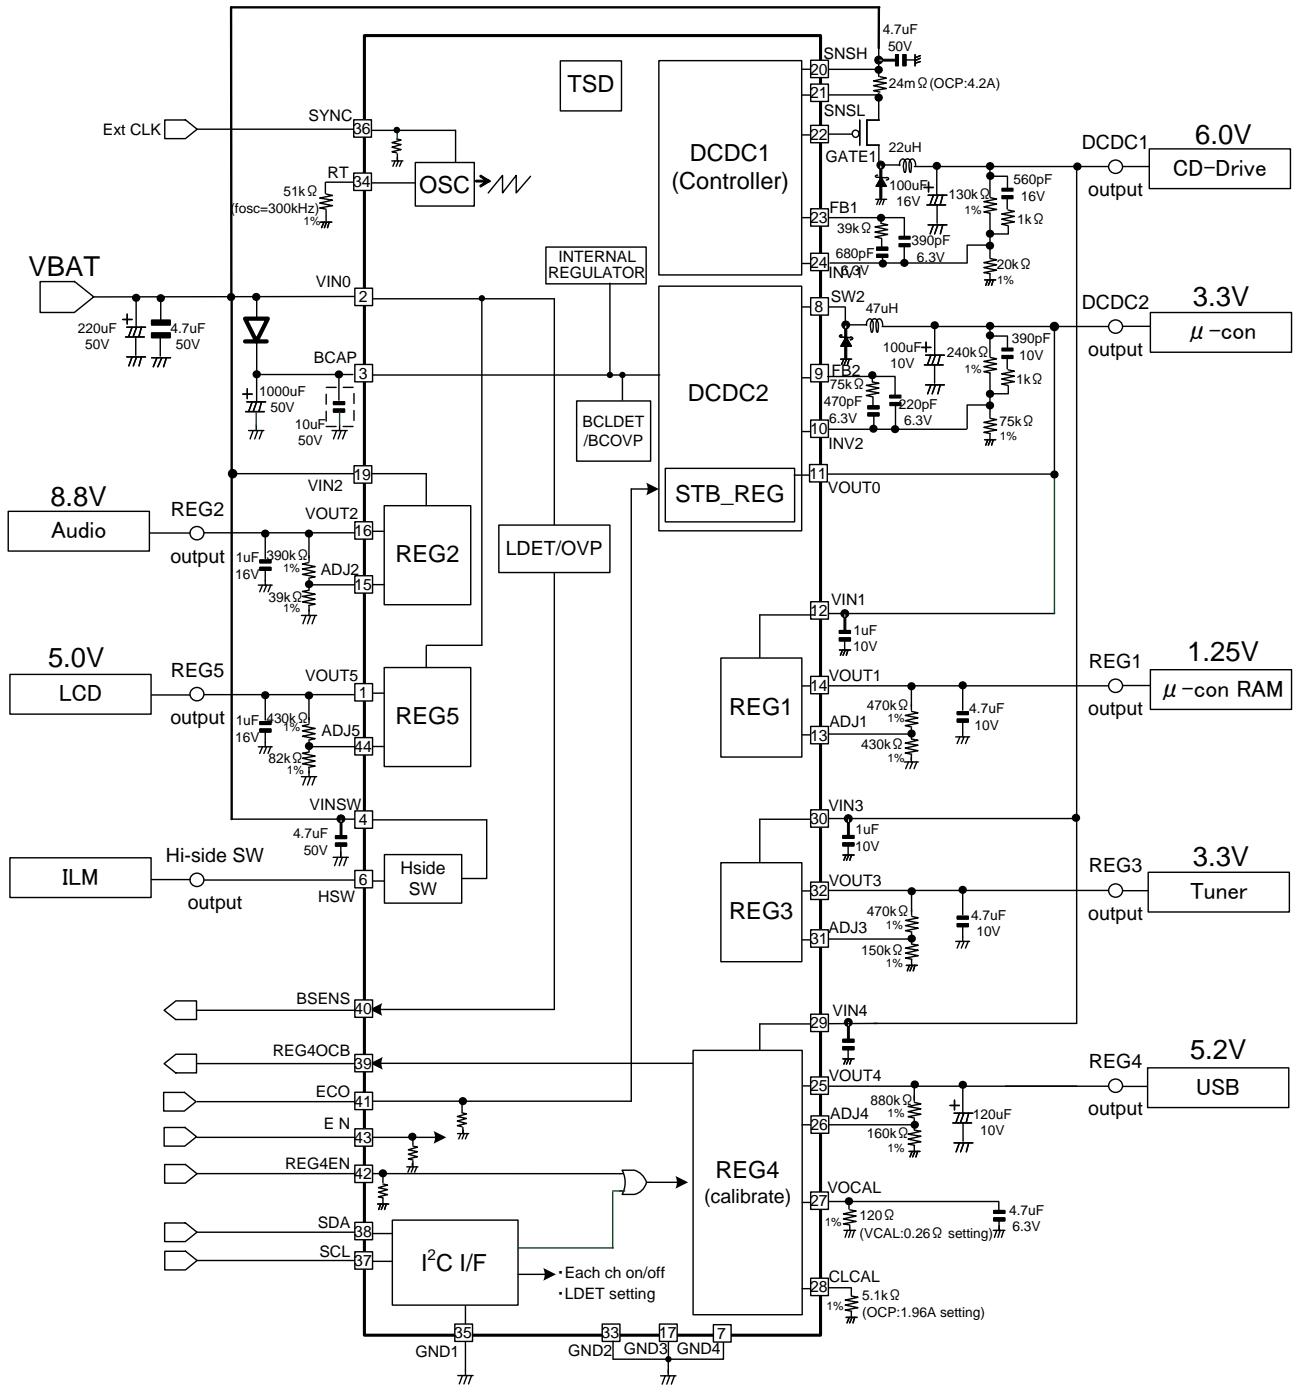 4.7uF
50V
SNSH
20
24mΩ(OCP:4.2A)
21
SNSL
22
GATE1
22uH
DCDC1
output
6.0V
CD-Drive
100uF
16V
130kΩ
1%
560pF
16V
1kΩ
23
FB1
39kΩ
680pF
6.3V
390pF
6.3V
24
INV1
20kΩ
1%
TSD
DCDC1
(Controller)
SYNC
36
Ext CLK
RT
34
51kΩ
(fosc=300kHz)
1%
OSC
INTERNAL
REGULATOR
VBAT
VIN0
2
220uF
50V
4.7uF
50V
BCAP
3
1000uF
50V
10uF
50V
BCLDET
/BCOVP
DCDC2
8
SW2
47uH
DCDC2
output
3.3V
μ-con
100uF
10V
240kΩ
1%
390pF
10V
1kΩ
9
FB2
75kΩ
470pF
6.3V
220pF
6.3V
10
INV2
75kΩ
1%
STB_REG
11
VOUT0
19
VIN2
8.8V
Audio
REG2
output
VOUT2
16
1uF
16V
390kΩ
1%
ADJ2
15
39kΩ
1%
REG2
LDET/OVP
5.0V
LCD
REG5
output
VOUT5
1
1uF
16V
430kΩ
1%
ADJ5
44
82kΩ
1%
REG5
12
VIN1
1uF
10V
REG1
14
VOUT1
470kΩ
1%
4.7uF
10V
13
ADJ1
430kΩ
1%
REG1
output
1.25V
μ-con RAM
VINSW
4
4.7uF
50V
ILM
Hi-side SW
output
6
HSW
Hside
SW
30
VIN3
1uF
10V
REG3
32
VOUT3
470kΩ
1%
4.7uF
10V
31
ADJ3
150kΩ
1%
REG3
output
3.3V
Tuner
BSENS
40
REG4OCB
39
ECO
41
E N
43
REG4EN
42
SDA
38
SCL
37
I²C I/F
・Each ch on/off
・LDET setting
29
VIN4
REG4
(calibrate)
25
VOUT4
880kΩ
1%
120uF
10V
26
ADJ4
160kΩ
1%
REG4
output
5.2V
USB
27
VOCAL
1%
120Ω
(VCAL:0.26Ω setting)
4.7uF
6.3V
28
CLCAL
1%
5.1kΩ
(OCP:1.96A setting)
35
GND1
33
GND2
17
GND3
7
GND4